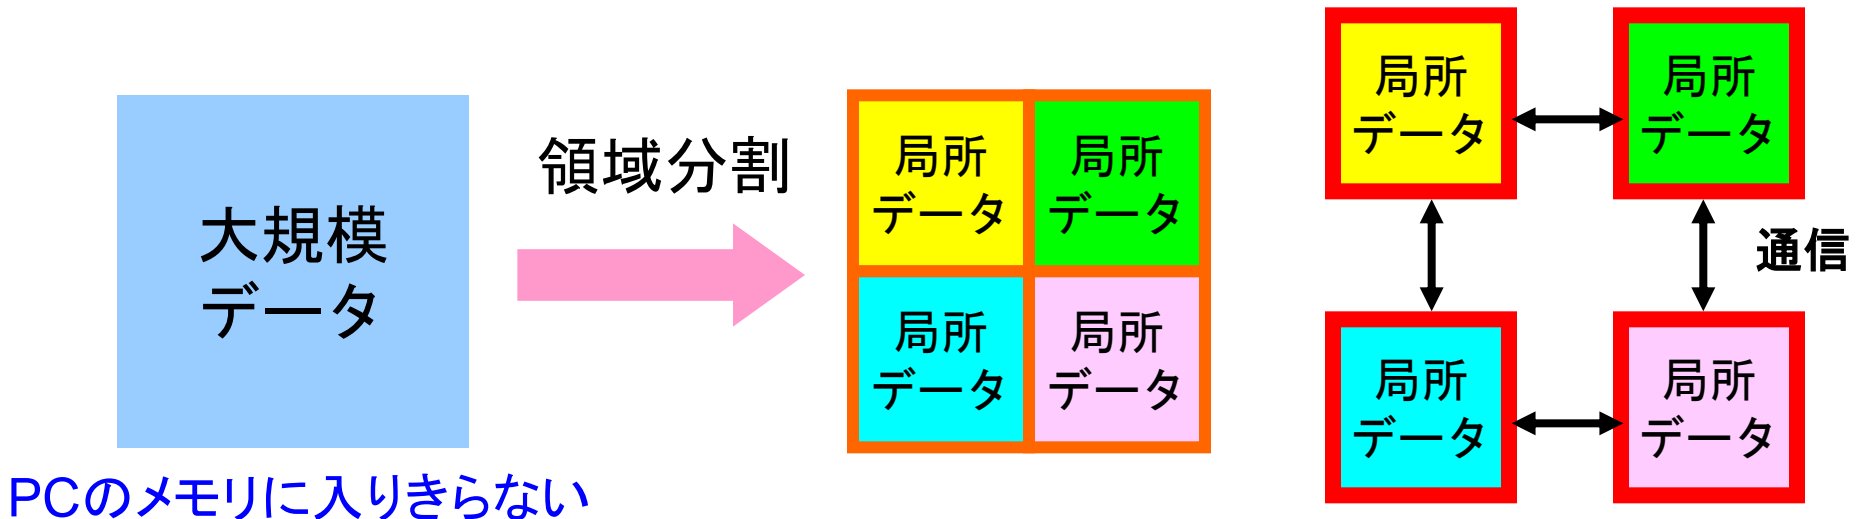 大規模
データ
PCのメモリに入りきらない
領域分割
局所
データ
局所
データ
局所
データ
局所
データ
局所
データ
局所
データ
通信
局所
データ
局所
データ